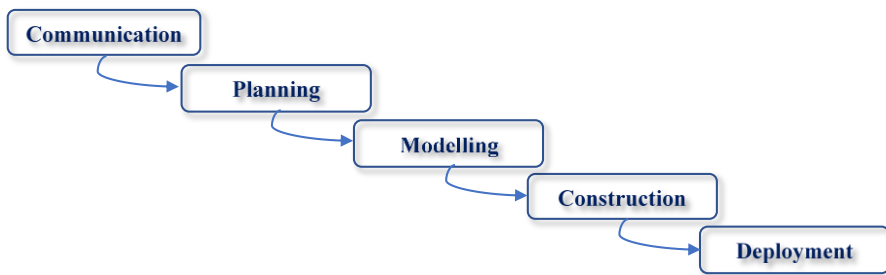 Communication
Planning
Modelling
Construction
Deployment